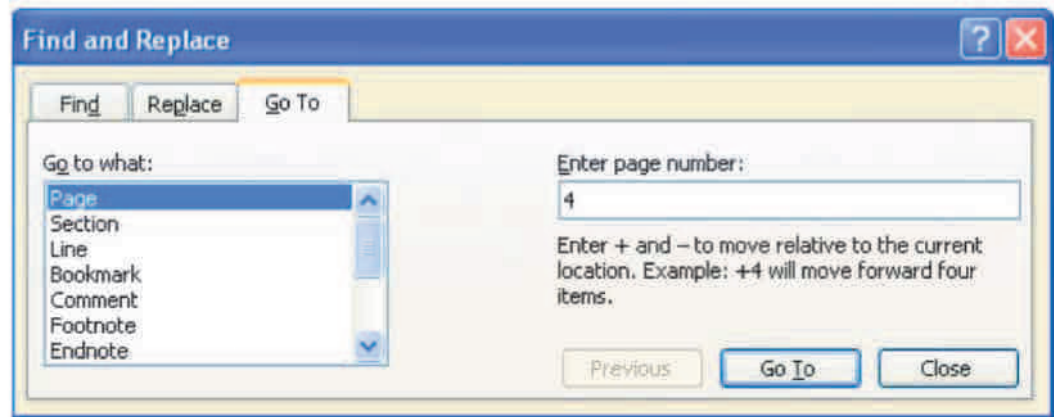 Find and Replace
Find Replace Go To
Go to what:
Page
Section
Line
Bookmark
Comment
Footnote
Endnote
Enter page number:
4
Enter + and – to move relative to the current
location. Example: +4 will move forward four
items.
Previous Go To Close